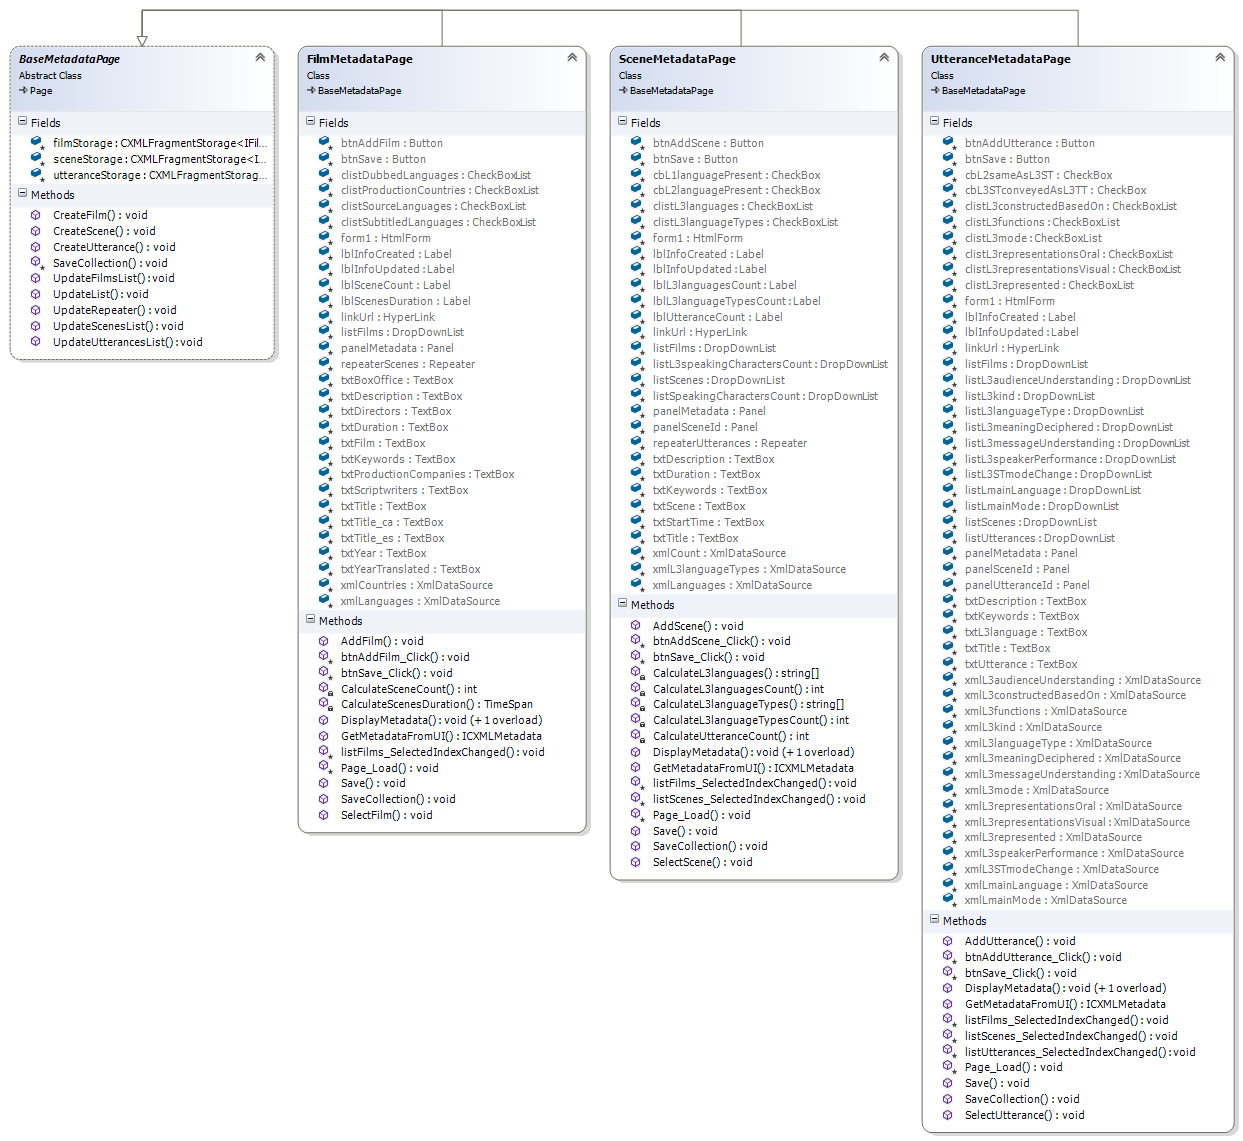 BaseMetadataPage
Abstract Class
Page
Fields
filmStorage : CXMLFragmentStorage<IFil...
sceneStorage : CXMLFragmentStorage<I...
utteranceStorage : CXMLFragmentStorag...
Methods
CreateFilm() : void
CreateScene() : void
CreateUtterance() : void
SaveCollection() : void
UpdateFilmsList() : void
UpdateList() : void
UpdateRepeater() : void
UpdateScenesList() : void
UpdateUtterancesList() : void
FilmMetadataPage
Class
BaseMetadataPage
Fields
btnAddFilm : Button
btnSave : Button
clistDubbedLanguages : CheckBoxList
clistProductionCountries : CheckBoxList
clistSourceLanguages : CheckBoxList
clistSubtitledLanguages : CheckBoxList
form1 : HtmlForm
lblInfoCreated : Label
lblInfoUpdated : Label
lblSceneCount : Label
lblScenesDuration : Label
linkUrl : HyperLink
listFilms : DropDownList
panelMetadata : Panel
repeaterScenes : Repeater
txtBoxOffice : TextBox
txtDescription : TextBox
txtDirectors : TextBox
txtDuration : TextBox
txtFilm : TextBox
txtKeywords : TextBox
txtProductionCompanies : TextBox
txtScriptwriters : TextBox
txtTitle : TextBox
txtTitle_ca : TextBox
txtTitle_es : TextBox
txtYear : TextBox
txtYearTranslated : TextBox
xmlCountries : XmlDataSource
xmlLanguages : XmlDataSource
Methods
AddFilm() : void
btnAddFilm_Click() : void
btnSave_Click() : void
CalculateSceneCount() : int
CalculateScenesDuration() : TimeSpan
DisplayMetadata() : void (+ 1 overload)
GetMetadataFromUI() : ICXMLMetadata
listFilms_SelectedIndexChanged() : void
Page_Load() : void
Save() : void
SaveCollection() : void
SelectFilm() : void
SceneMetadataPage
Class
BaseMetadataPage
Fields
btnAddScene : Button
btnSave : Button
cbL1languagePresent : CheckBox
cbL2languagePresent : CheckBox
clistL3languages : CheckBoxList
clistL3languageTypes : CheckBoxList
form1 : HtmlForm
lblInfoCreated : Label
lblInfoUpdated : Label
lblL3languagesCount : Label
lblL3languageTypesCount : Label
lblUtteranceCount : Label
linkUrl : HyperLink
listFilms : DropDownList
listL3speakingCharactersCount : DropDownList
listScenes : DropDownList
listSpeakingCharactersCount : DropDownList
panelMetadata : Panel
panelSceneId : Panel
repeaterUtterances : Repeater
txtDescription : TextBox
txtDuration : TextBox
txtKeywords : TextBox
txtScene : TextBox
txtStartTime : TextBox
txtTitle : TextBox
xmlCount : XmlDataSource
xmlL3languageTypes : XmlDataSource
xmlLanguages : XmlDataSource
Methods
AddScene() : void
btnAddScene_Click() : void
btnSave_Click() : void
CalculateL3languages() : string[]
CalculateL3languagesCount() : int
CalculateL3languageTypes() : string[]
CalculateL3languageTypesCount() : int
CalculateUtteranceCount() : int
DisplayMetadata() : void (+ 1 overload)
GetMetadataFromUI() : ICXMLMetadata
listFilms_SelectedIndexChanged() : void
listScenes_SelectedIndexChanged() : void
Page_Load() : void
Save() : void
SaveCollection() : void
SelectScene() : void
UtteranceMetadataPage
Class
BaseMetadataPage
Fields
btnAddUtterance : Button
btnSave : Button
cbL2sameAsL3ST : CheckBox
cbL3STconveyedAsL3TT : CheckBox
clistL3constructedBasedOn : CheckBoxList
clistL3functions : CheckBoxList
clistL3mode : CheckBoxList
clistL3representationsOral : CheckBoxList
clistL3representationsVisual : CheckBoxList
clistL3represented : CheckBoxList
form1 : HtmlForm
lblInfoCreated : Label
lblInfoUpdated : Label
linkUrl : HyperLink
listFilms : DropDownList
listL3audienceUnderstanding : DropDownList
listL3kind : DropDownList
listL3languageType : DropDownList
listL3meaningDeciphered : DropDownList
listL3messageUnderstanding : DropDownList
listL3speakerPerformance : DropDownList
listL3STmodeChange : DropDownList
listLmainLanguage : DropDownList
listLmainMode : DropDownList
listScenes : DropDownList
listUtterances : DropDownList
panelMetadata : Panel
panelSceneId : Panel
panelUtteranceId : Panel
txtDescription : TextBox
txtKeywords : TextBox
txtL3language : TextBox
txtTitle : TextBox
txtUtterance : TextBox
xmlL3audienceUnderstanding : XmlDataSource
xmlL3constructedBasedOn : XmlDataSource
xmlL3functions : XmlDataSource
xmlL3kind : XmlDataSource
xmlL3languageType : XmlDataSource
xmlL3meaningDeciphered : XmlDataSource
xmlL3messageUnderstanding : XmlDataSource
xmlL3mode : XmlDataSource
xmlL3representationsOral : XmlDataSource
xmlL3representationsVisual : XmlDataSource
xmlL3represented : XmlDataSource
xmlL3speakerPerformance : XmlDataSource
xmlL3STmodeChange : XmlDataSource
xmlLmainLanguage : XmlDataSource
xmlLmainMode : XmlDataSource
Methods
AddUtterance() : void
btnAddUtterance_Click() : void
btnSave_Click() : void
DisplayMetadata() : void (+ 1 overload)
GetMetadataFromUI() : ICXMLMetadata
listFilms_SelectedIndexChanged() : void
listScenes_SelectedIndexChanged() : void
listUtterances_SelectedIndexChanged() : void
Page_Load() : void
Save() : void
SaveCollection() : void
SelectUtterance() : void